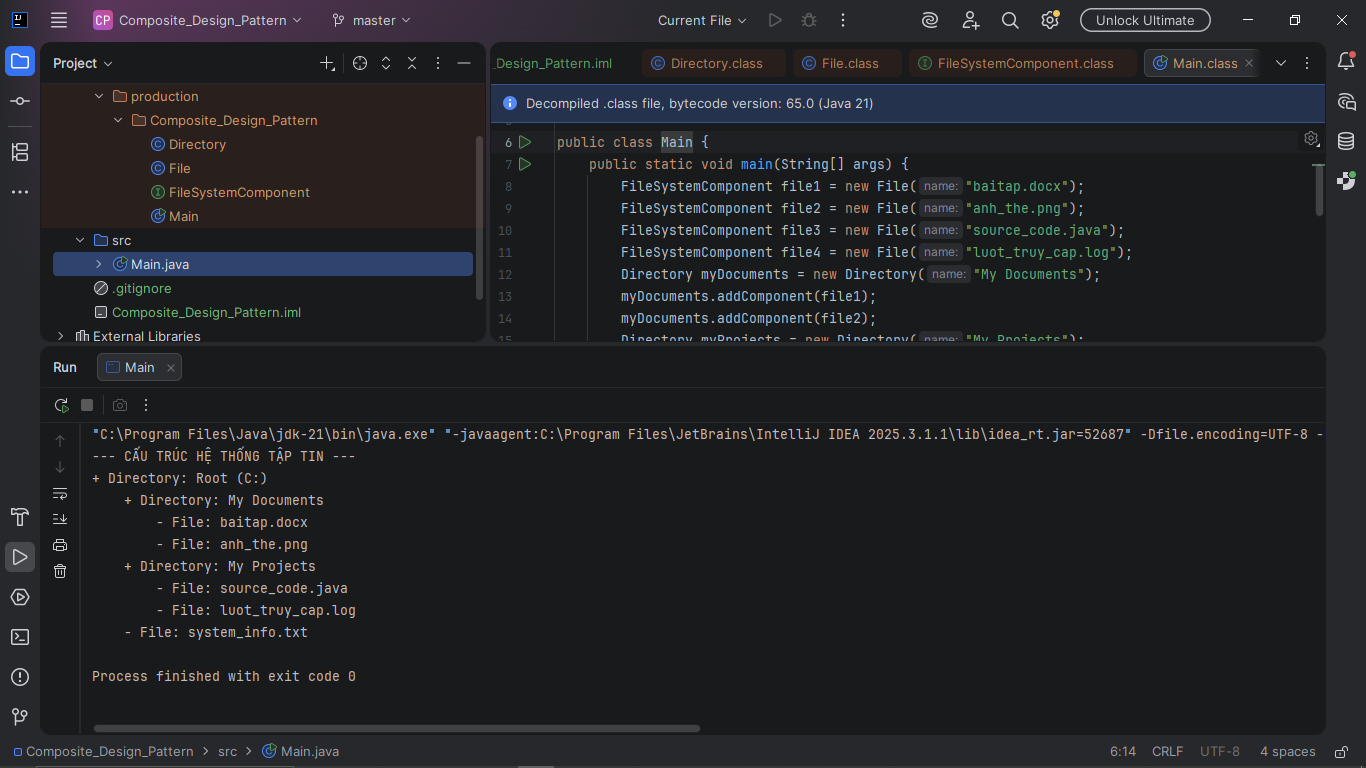 CP Composite_Design_Pattern master Current File Unlock Ultimate
Project
production
Composite_Design_Pattern
Directory
File
FileSystemComponent
Main
src
Main.java
.gitignore
Composite_Design_Pattern.iml
External Libraries
_Design_Pattern.iml Directory.class File.class FileSystemComponent.class Main.class
Decompiled .class file, bytecode version: 65.0 (Java 21)
6 public class Main {
7 public static void main(String[] args) {
8 FileSystemComponent file1 = new File( name: "baitap.docx");
9 FileSystemComponent file2 = new File( name: "anh_the.png");
10 FileSystemComponent file3 = new File( name: "source_code.java");
11 FileSystemComponent file4 = new File( name: "luot_truy_cap.log");
12 Directory myDocuments = new Directory( name: "My Documents");
13 myDocuments.addComponent(file1);
14 myDocuments.addComponent(file2);
15 Directory myProjects = new Directory( name: "My Projects");
Run Main
"C:\Program Files\Java\jdk-21\bin\java.exe" "-javaagent:C:\Program Files\JetBrains\IntelliJ IDEA 2025.3.1.1\lib\idea_rt.jar=52687" -Dfile.encoding=UTF-8 -
--- CẤU TRÚC HỆ THỐNG TẬP TIN ---
+ Directory: Root (C:)
+ Directory: My Documents
- File: baitap.docx
- File: anh_the.png
+ Directory: My Projects
- File: source_code.java
- File: luot_truy_cap.log
- File: system_info.txt
Process finished with exit code 0
Composite_Design_Pattern > src > Main.java 6:14 CRLF UTF-8 4 spaces